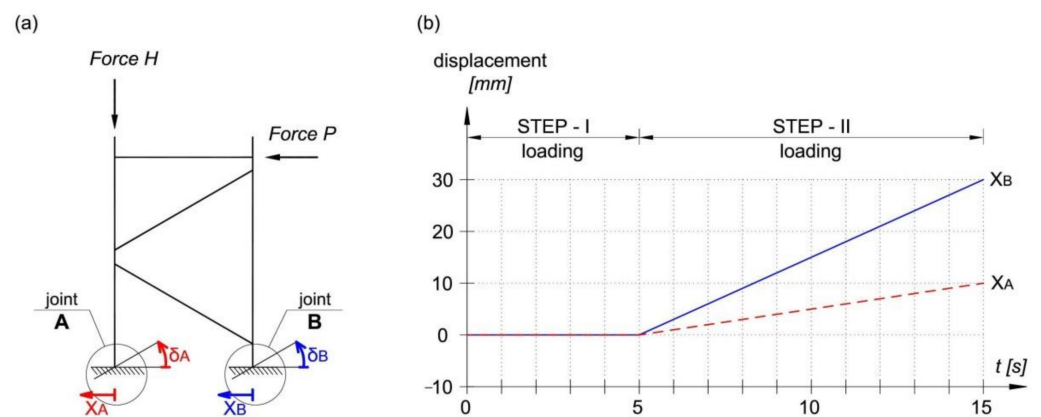 (a)
Force H
Force P
joint
A
joint
B
δA
δB
XA
XB
(b)
displacement
[mm]
STEP - I
loading
STEP - II
loading
30
20
10
0
−10
XB
XA
t [s]
0
5
10
15